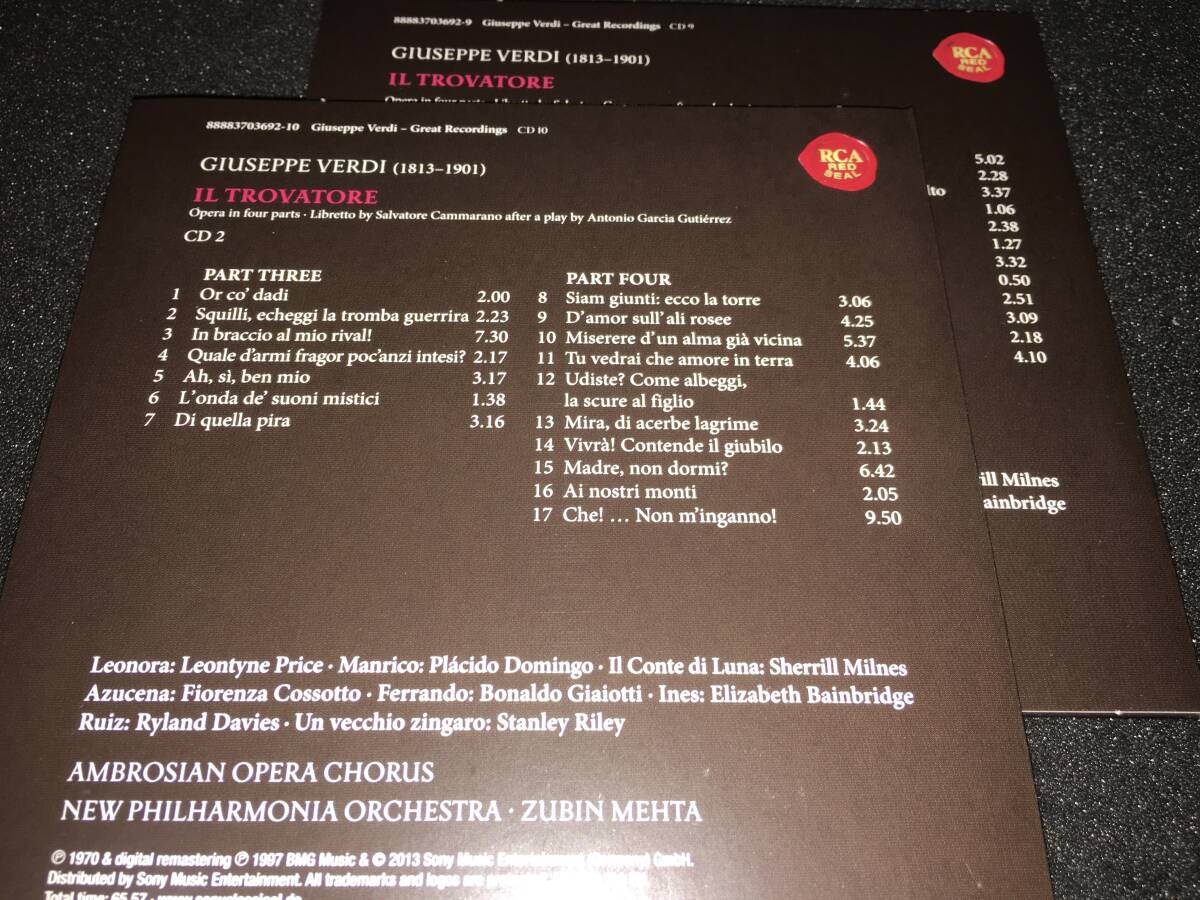 88883703692-9 Giuseppe Verdi – Great Recordings CD 9
GIUSEPPE VERDI (1813–1901)
IL TROVATORE
RCA
RED
SEAL
5.02
2.28
lto 3.37
1.06
2.38
1.27
3.32
0.50
2.51
3.09
2.18
4.10
rill Milnes
ainbridge
88883703692-10 Giuseppe Verdi – Great Recordings CD 10
RCA
RED
SEAL
GIUSEPPE VERDI (1813–1901)
IL TROVATORE
Opera in four parts · Libretto by Salvatore Cammarano after a play by Antonio Garcia Gutiérrez
CD 2
PART THREE
1 Or co' dadi 2.00
2 Squilli, echeggi la tromba guerrira 2.23
3 In braccio al mio rival! 7.30
4 Quale d'armi fragor poc'anzi intesi? 2.17
5 Ah, sì, ben mio 3.17
6 L'onda de' suoni mistici 1.38
7 Di quella pira 3.16
PART FOUR
8 Siam giunti: ecco la torre 3.06
9 D'amor sull'ali rosee 4.25
10 Miserere d'un alma già vicina 5.37
11 Tu vedrai che amore in terra 4.06
12 Udiste? Come albeggi,
la scure al figlio 1.44
13 Mira, di acerbe lagrime 3.24
14 Vivrà! Contende il giubilo 2.13
15 Madre, non dormi? 6.42
16 Ai nostri monti 2.05
17 Che! ... Non m'inganno! 9.50
Leonora: Leontyne Price · Manrico: Plácido Domingo · Il Conte di Luna: Sherrill Milnes
Azucena: Fiorenza Cossotto · Ferrando: Bonaldo Giaiotti · Ines: Elizabeth Bainbridge
Ruiz: Ryland Davies · Un vecchio zingaro: Stanley Riley
AMBROSIAN OPERA CHORUS
NEW PHILHARMONIA ORCHESTRA · ZUBIN MEHTA
℗ 1970 & digital remastering ℗ 1997 BMG Music & © 2013 Sony Music Entertainment (Germany) GmbH.
Distributed by Sony Music Entertainment. All trademarks and logos are
Total time: 65.57